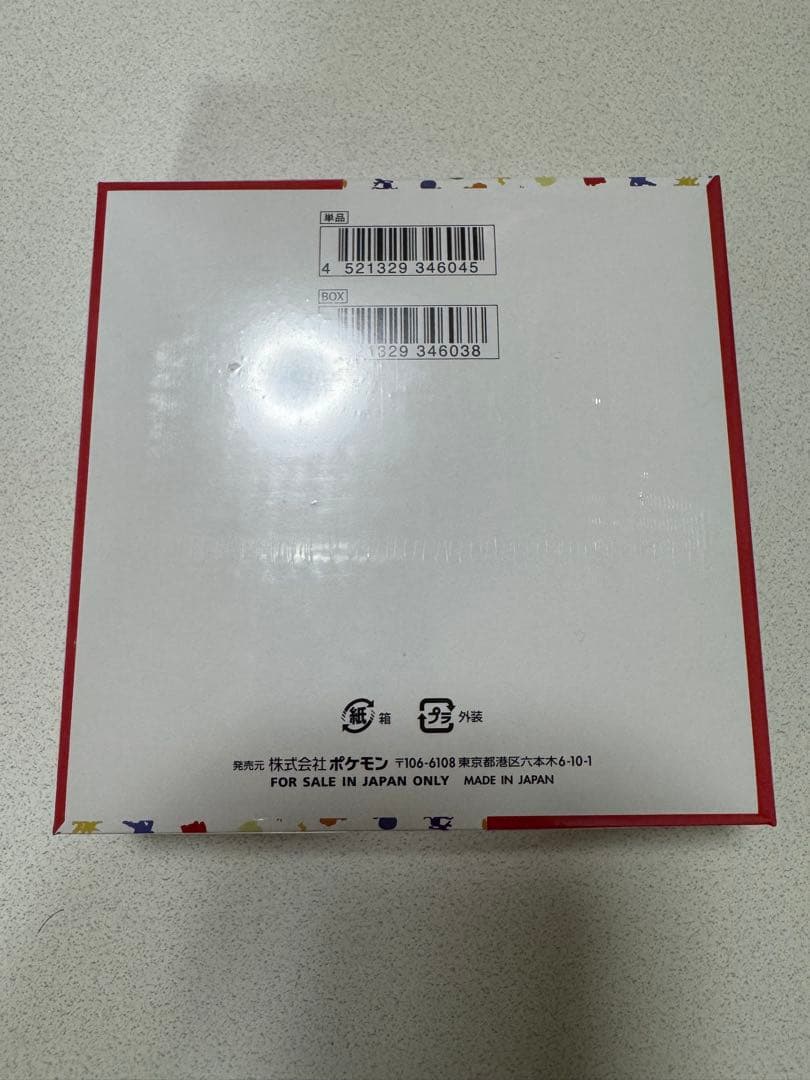 単品
4 521329 346045
BOX
329 346038
紙 箱 プラ 外装
発売元 株式会社 ポケモン 〒106-6108 東京都港区六本木6-10-1
FOR SALE IN JAPAN ONLY MADE IN JAPAN